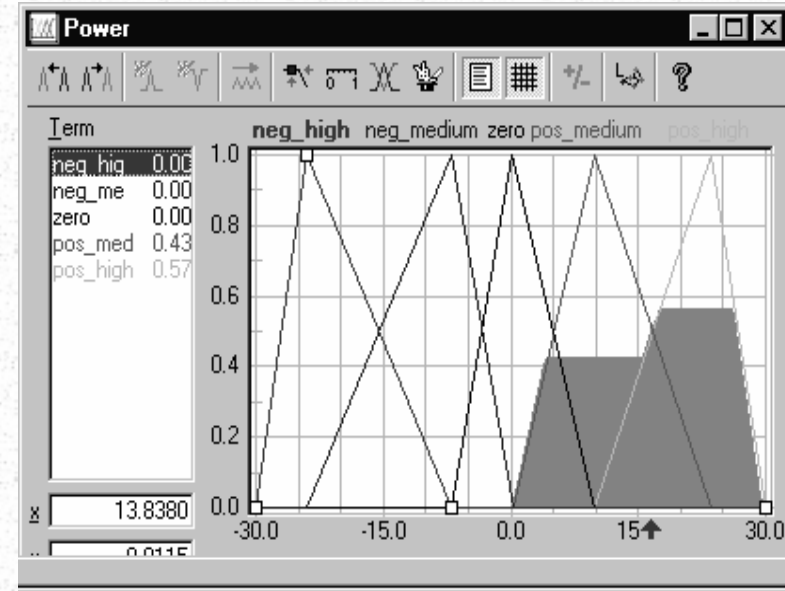 Power
Term
neg_hig 0.00
neg_me 0.00
zero 0.00
pos_med 0.43
pos_high 0.57
neg_high neg_medium zero pos_medium pos_high
1.0
0.8
0.6
0.4
0.2
0.0
-30.0 -15.0 0.0 15 30.0
x 13.8380